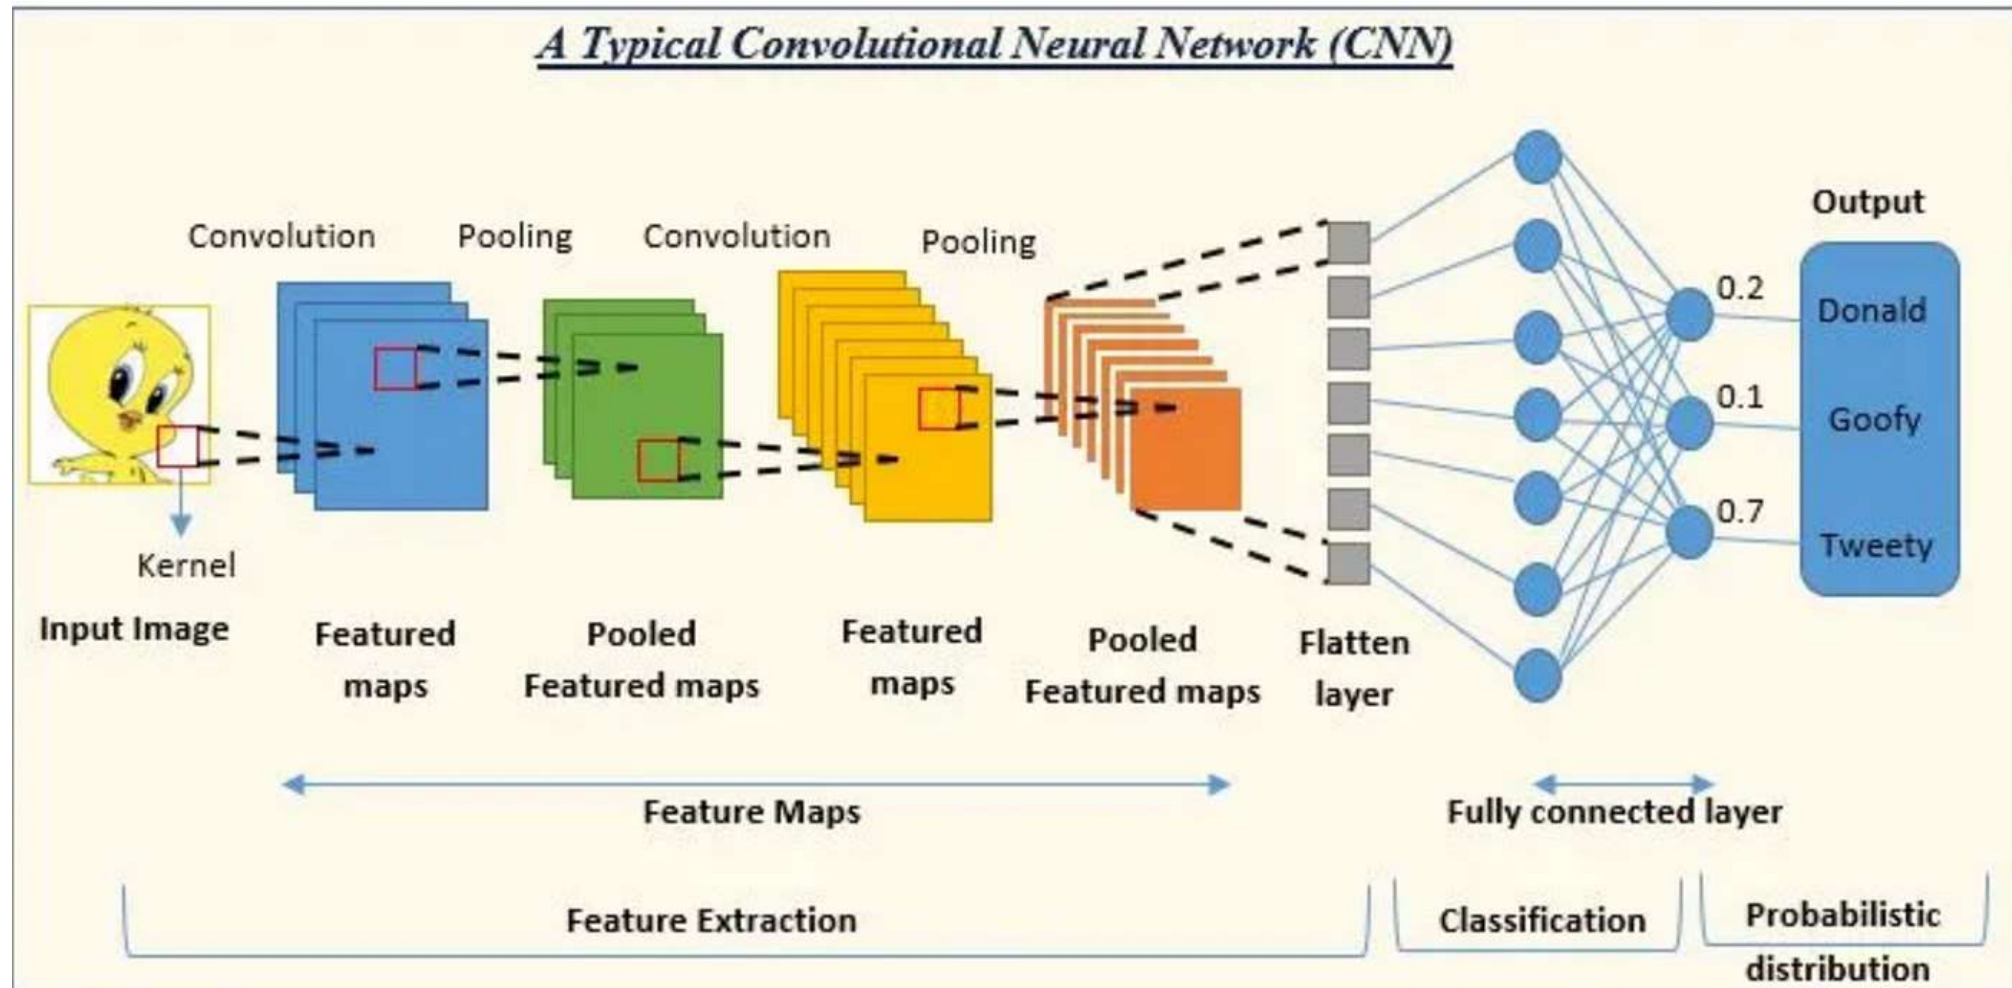 A Typical Convolutional Neural Network (CNN)
Convolution
Pooling
Convolution
Pooling
Output
0.2
Donald
0.1
Goofy
0.7
Tweety
Kernel
Input Image
Featured
maps
Pooled
Featured maps
Featured
maps
Pooled
Featured maps
Flatten
layer
Feature Maps
Fully connected layer
Feature Extraction
Classification
Probabilistic
distribution